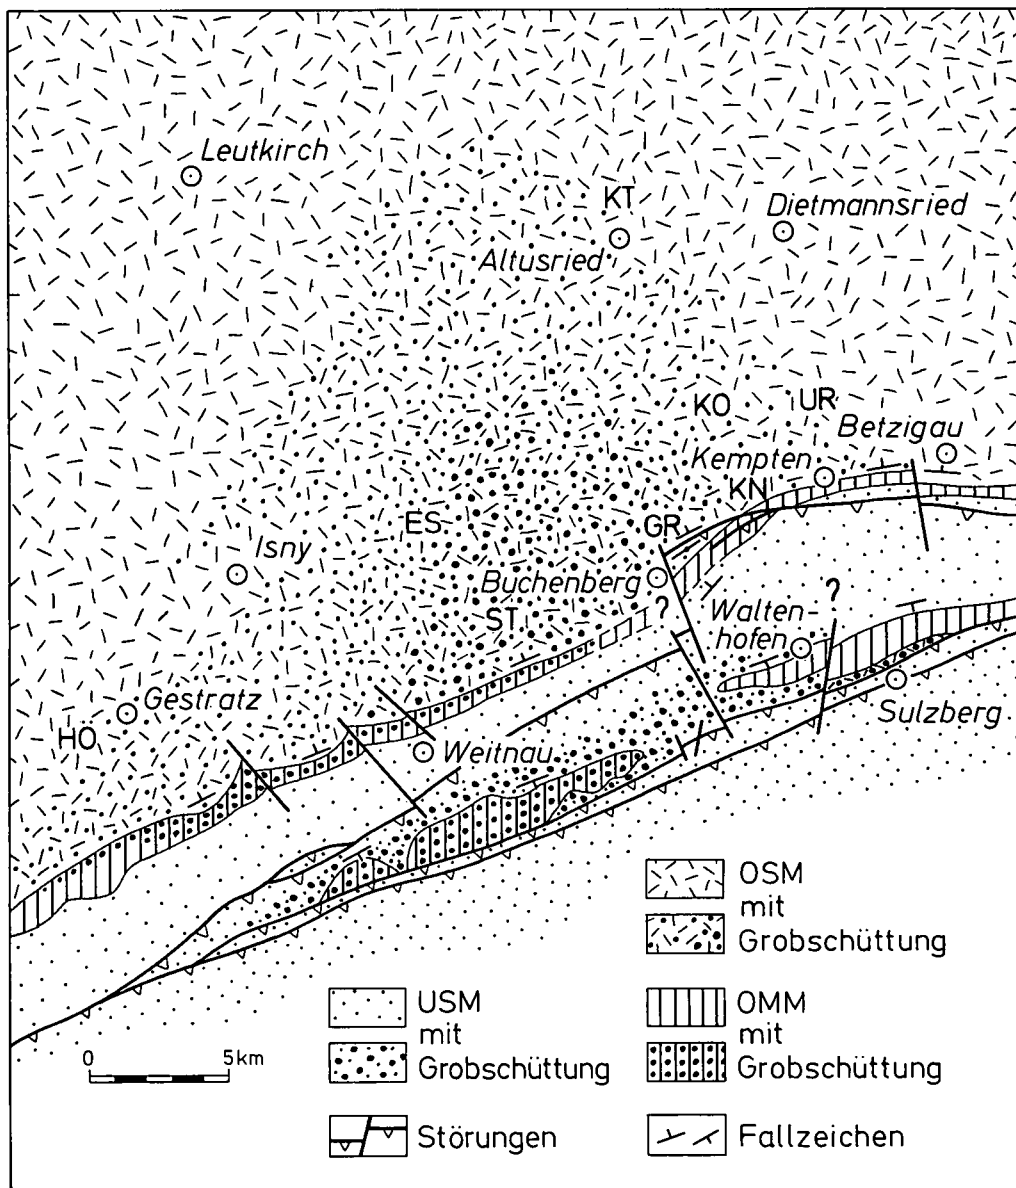 Leutkirch
KT
Dietmannsried
Altusried
KO
UR
Betzigau
Kempten
KN
ES
GR
Isny
Buchenberg
?
?
ST
Walten-
hofen
Gestratz
HÖ
Weitnau
Sulzberg
OSM
mit
Grobschüttung
USM
mit
Grobschüttung
OMM
mit
Grobschüttung
0 5km
Störungen
Fallzeichen